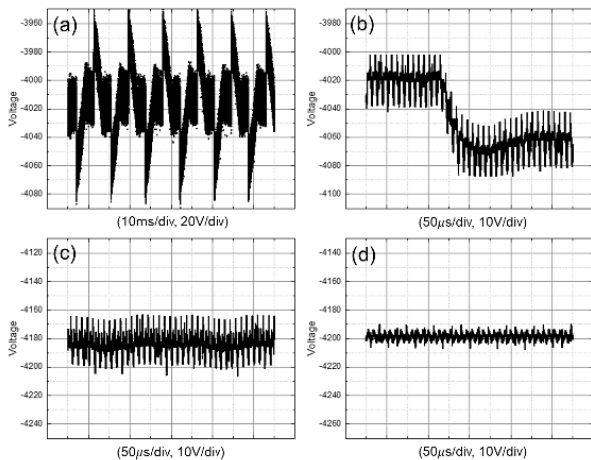 (a)
-3960
-3980
-4000
-4020
-4040
-4060
-4080
Voltage
(10ms/div, 20V/div)
(b)
-4000
-4020
-4040
-4060
-4080
-4100
Voltage
(50μs/div, 10V/div)
(c)
-4120
-4140
-4160
-4180
-4200
-4220
-4240
Voltage
(50μs/div, 10V/div)
(d)
-4140
-4160
-4180
-4200
-4220
-4240
-4260
Voltage
(50μs/div, 10V/div)